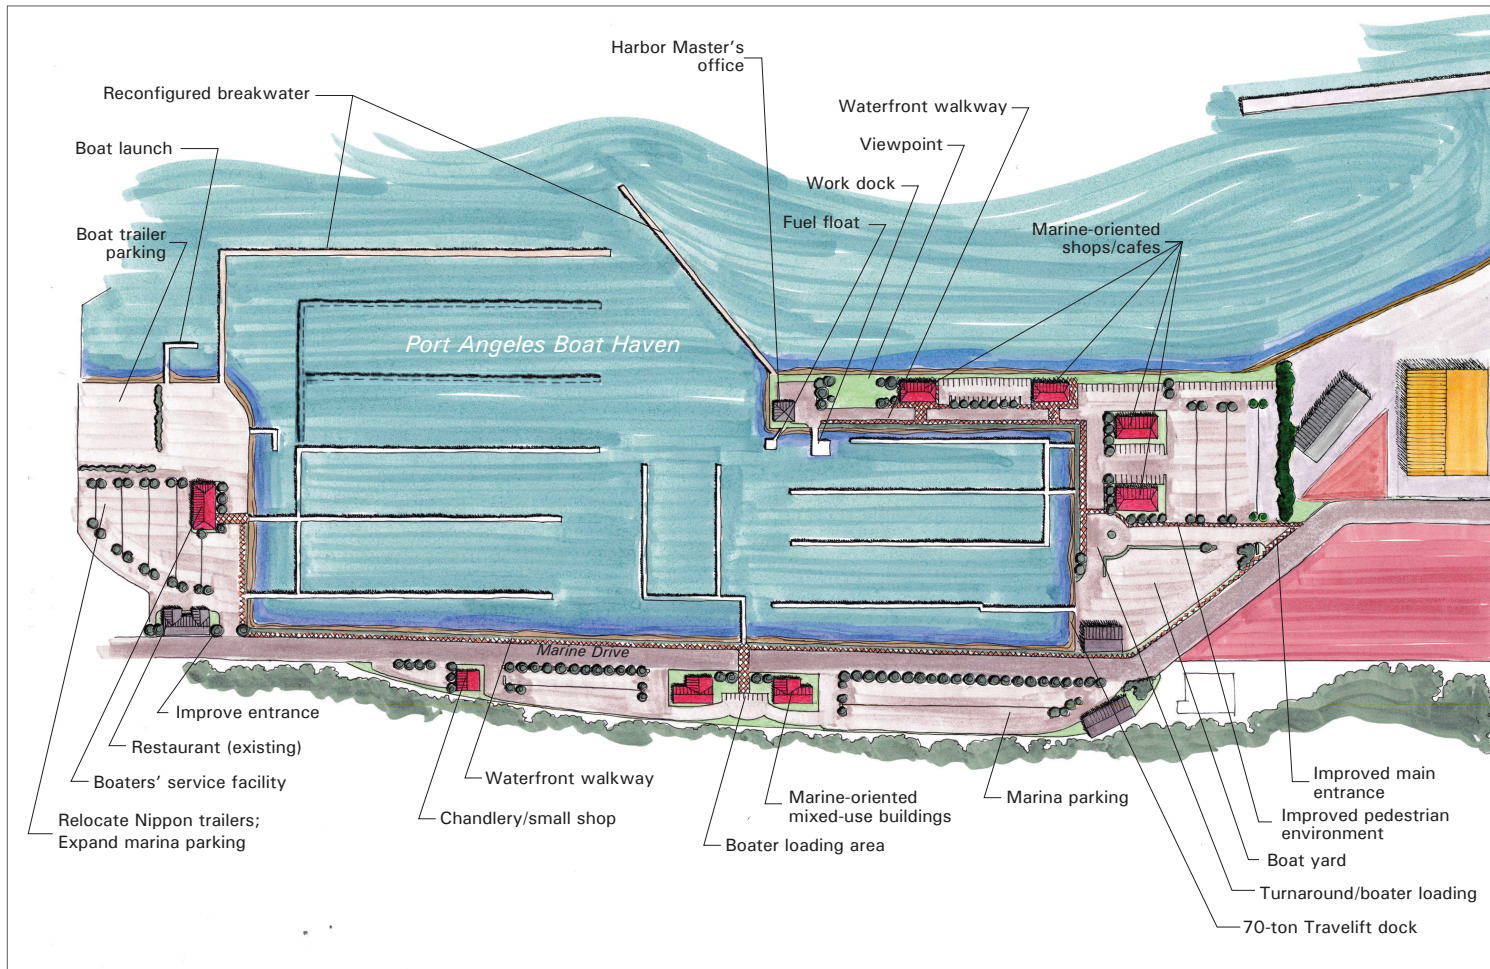 Harbor Master's
office
Reconfigured breakwater
Waterfront walkway
Boat launch
Viewpoint
Work dock
Fuel float
Marine-oriented
shops/cafes
Boat trailer
parking
Port Angeles Boat Haven
Marine Drive
Improve entrance
Restaurant (existing)
Boaters' service facility
Relocate Nippon trailers;
Expand marina parking
Waterfront walkway
Chandlery/small shop
Marine-oriented
mixed-use buildings
Boater loading area
Marina parking
Improved main
entrance
Improved pedestrian
environment
Boat yard
Turnaround/boater loading
70-ton Travelift dock